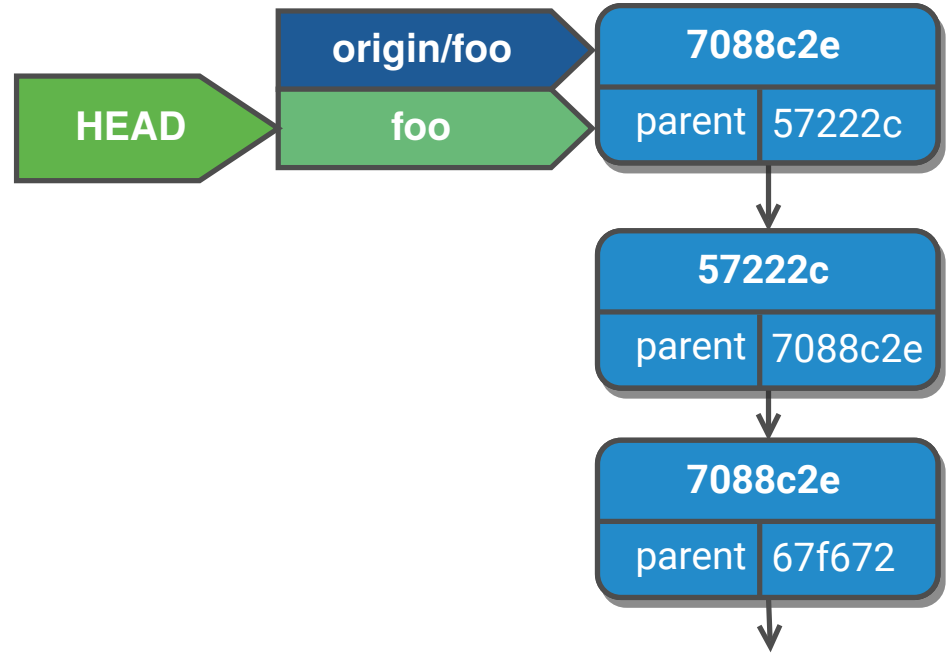 origin/foo
7088c2e
HEAD
foo
parent 57222c
57222c
parent 7088c2e
7088c2e
parent 67f672